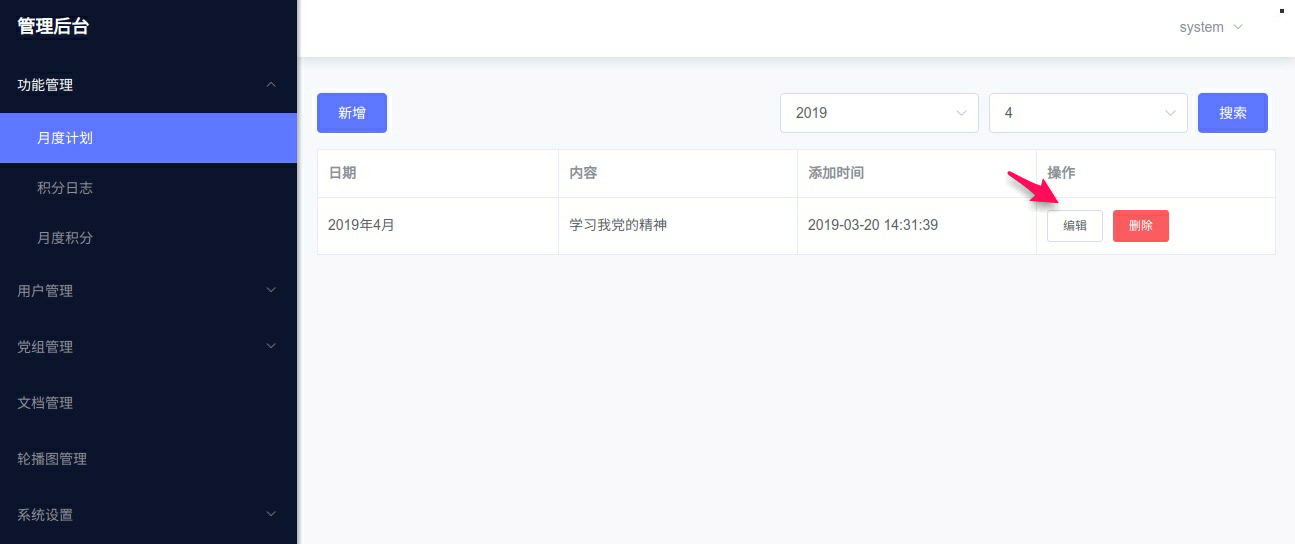 管理后台
system
功能管理
月度计划
积分日志
月度积分
用户管理
党组管理
文档管理
轮播图管理
系统设置
新增
2019
4
搜索
日期 内容 添加时间 操作
2019年4月 学习我党的精神 2019-03-20 14:31:39 编辑 删除